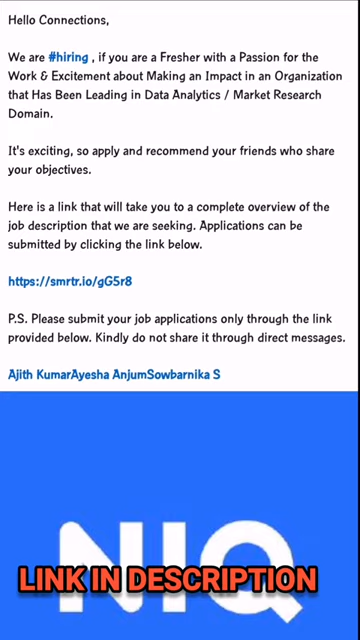 Hello Connections,
We are #hiring , if you are a Fresher with a Passion for the
Work & Excitement about Making an Impact in an Organization
that Has Been Leading in Data Analytics / Market Research
Domain.
It's exciting, so apply and recommend your friends who share
your objectives.
Here is a link that will take you to a complete overview of the
job description that we are seeking. Applications can be
submitted by clicking the link below.
https://smrtr.io/gG5r8
P.S. Please submit your job applications only through the link
provided below. Kindly do not share it through direct messages.
Ajith KumarAyesha AnjumSowbarnika S
NIQ
LINK IN DESCRIPTION